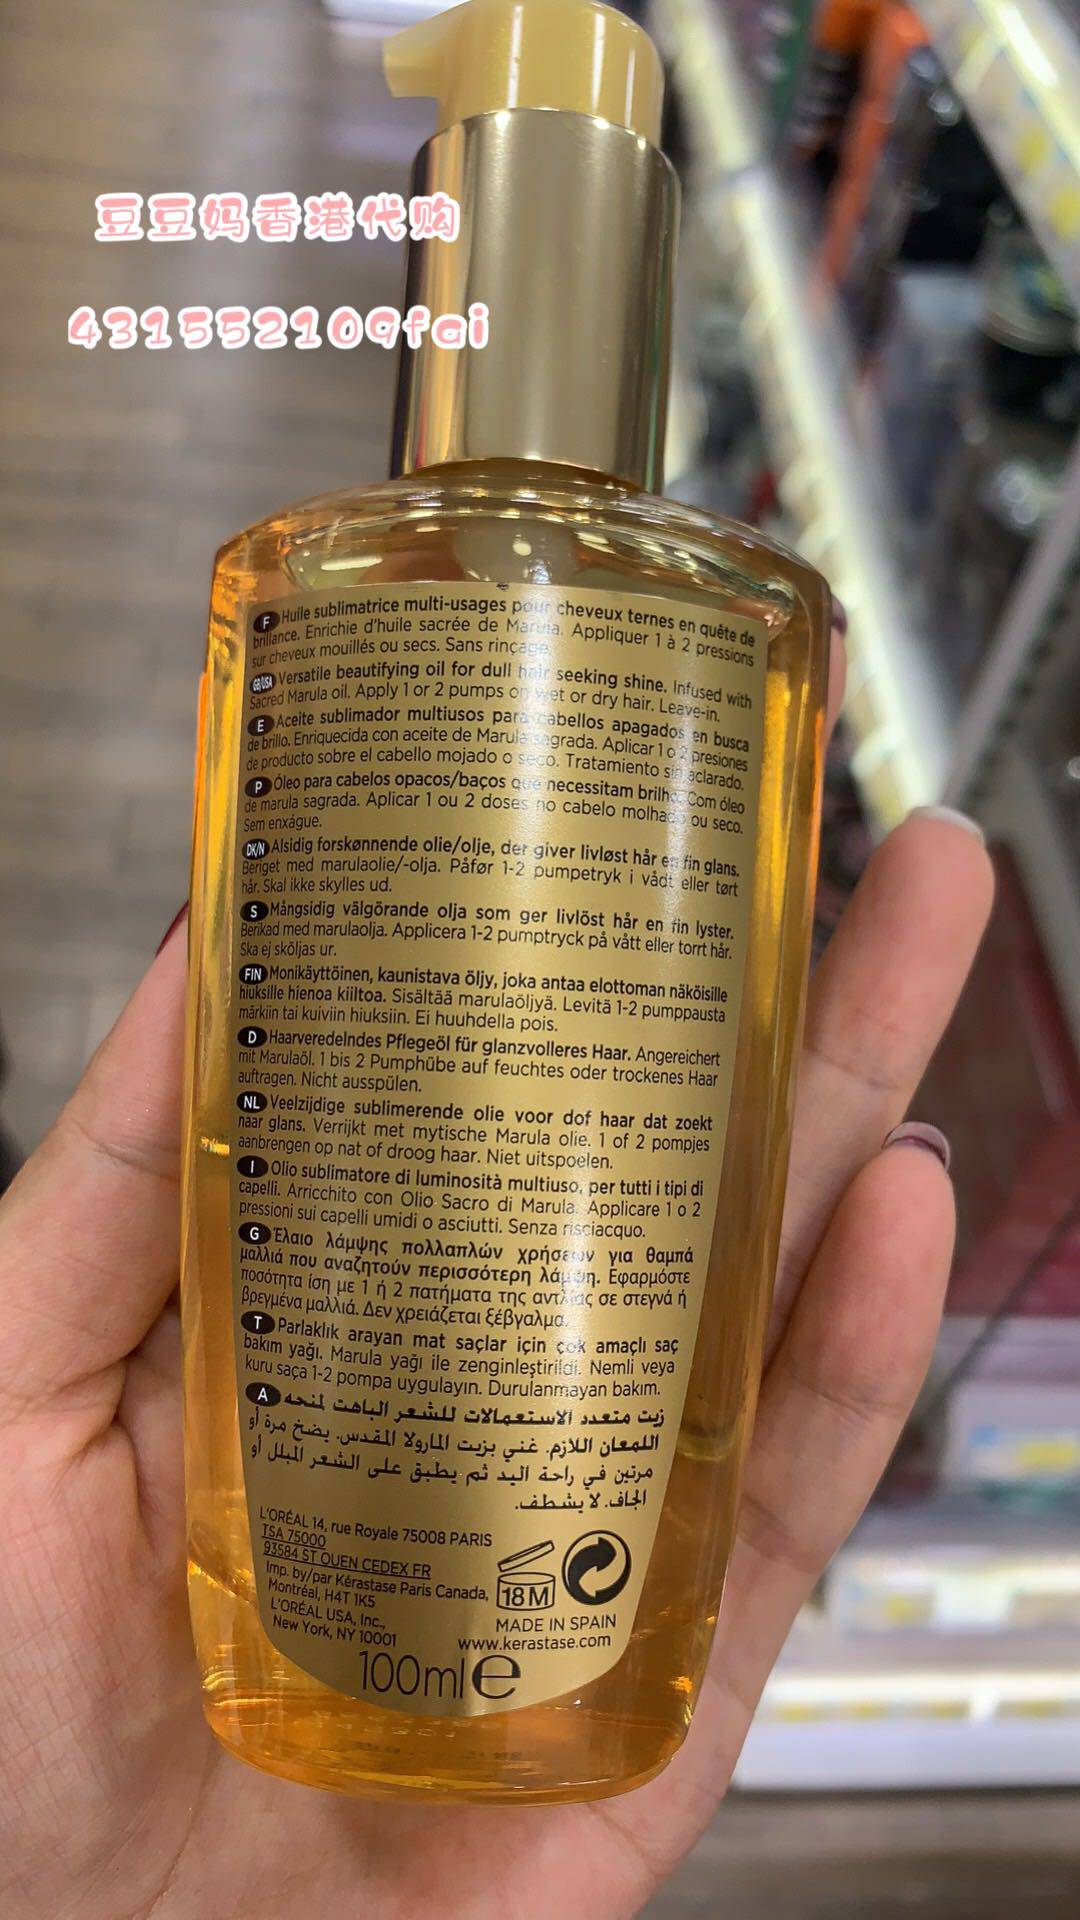 豆豆妈香港代购
431552109fai
F Huile sublimatrice multi-usages pour cheveux ternes en quête de
brillance. Enrichie d'huile sacrée de Marula. Appliquer 1 à 2 pressions
sur cheveux mouillés ou secs. Sans rinçage.
GB/USA Versatile beautifying oil for dull hair seeking shine. Infused with
Sacred Marula oil. Apply 1 or 2 pumps on wet or dry hair. Leave-in.
E Aceite sublimador multiusos para cabellos apagados en busca
de brillo. Enriquecida con aceite de Marula sagrada. Aplicar 1 o 2 presiones
de producto sobre el cabello mojado o seco. Tratamiento sin aclarado.
P Óleo para cabelos opacos/baços que necessitam brilho. Com óleo
de marula sagrada. Aplicar 1 ou 2 doses no cabelo molhado ou seco.
Sem enxágue.
DK/N Alsidig forskønnende olie/olje, der giver livløst hår en fin glans.
Beriget med marulaolie/-olja. Påfør 1-2 pumpetryk i vådt eller tørt
hår. Skal ikke skylles ud.
S Mångsidig välgörande olja som ger livlöst hår en fin lyster.
Berikad med marulaolja. Applicera 1-2 pumptryck på vått eller torrt hår.
Ska ej sköljas ur.
FIN Monikäyttöinen, kaunistava öljy, joka antaa elottoman näköisille
hiuksille hienoa kiiltoa. Sisältää marulaöljyä. Levitä 1-2 pumppausta
märkiin tai kuiviin hiuksiin. Ei huuhdella pois.
D Haarveredelndes Pflegeöl für glanzvolleres Haar. Angereichert
mit Marulaöl. 1 bis 2 Pumphübe auf feuchtes oder trockenes Haar
auftragen. Nicht ausspülen.
NL Veelzijdige sublimerende olie voor dof haar dat zoekt
naar glans. Verrijkt met mytische Marula olie. 1 of 2 pompjes
aanbrengen op nat of droog haar. Niet uitspoelen.
I Olio sublimatore di luminosità multiuso, per tutti i tipi di
capelli. Arricchito con Olio Sacro di Marula. Applicare 1 o 2
pressioni sui capelli umidi o asciutti. Senza risciacquo.
G Έλαιο λάμψης πολλαπλών χρήσεων για θαμπά
μαλλιά που αναζητούν περισσότερη λάμψη. Εφαρμόστε
ποσότητα ίση με 1 ή 2 πατήματα της αντλίας σε στεγνά ή
βρεγμένα μαλλιά. Δεν χρειάζεται ξέβγαλμα.
T Parlaklık arayan mat saçlar için çok amaçlı saç
bakım yağı. Marula yağı ile zenginleştirildi. Nemli veya
kuru saça 1-2 pompa uygulayın. Durulanmayan bakım.
A زيت متعدد الاستعمالات للشعر الباهت لمنحه
اللمعان اللازم. غني بزيت المارولا المقدس. يضخ مرة أو
مرتين في راحة اليد ثم يطبق على الشعر المبلل أو
الجاف. لا يشطف.
L'ORÉAL 14, rue Royale 75008 PARIS
TSA 75000
93584 ST OUEN CEDEX FR
Imp. by/par Kérastase Paris Canada,
Montréal, H4T 1K5
L'ORÉAL USA, Inc.,
New York, NY 10001
18M
MADE IN SPAIN
www.kerastase.com
100ml e